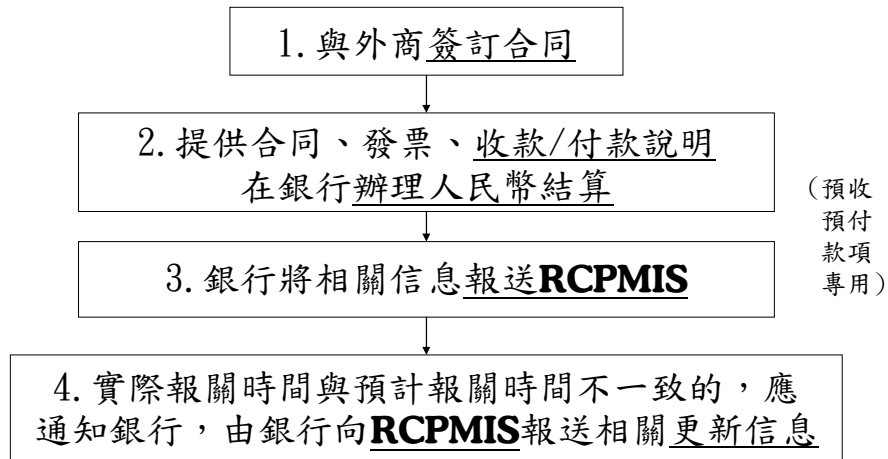 1.與外商簽訂合同
2.提供合同、發票、收款/付款說明
在銀行辦理人民幣結算
（預收
預付
款項
專用）
3.銀行將相關信息報送RCPMIS
4.實際報關時間與預計報關時間不一致的，應
通知銀行，由銀行向RCPMIS報送相關更新信息